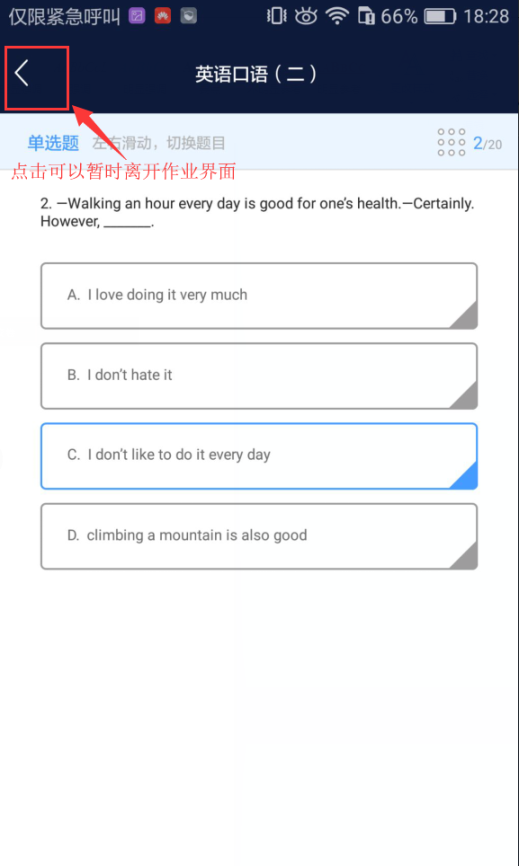 仅限紧急呼叫 66% 18:28
英语口语（二）
单选题 左右滑动，切换题目 2/20
点击可以暂时离开作业界面
2. —Walking an hour every day is good for one's health.—Certainly.
However, _______.
A. I love doing it very much
B. I don't hate it
C. I don't like to do it every day
D. climbing a mountain is also good